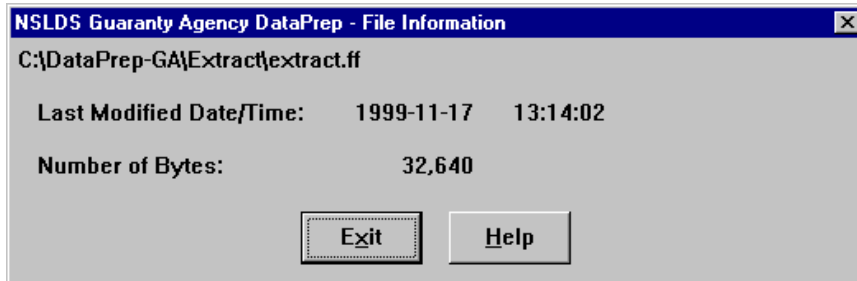 NSLDS Guaranty Agency DataPrep - File Information
C:\DataPrep-GA\Extract\extract.ff
Last Modified Date/Time: 1999-11-17 13:14:02
Number of Bytes: 32,640
Exit Help